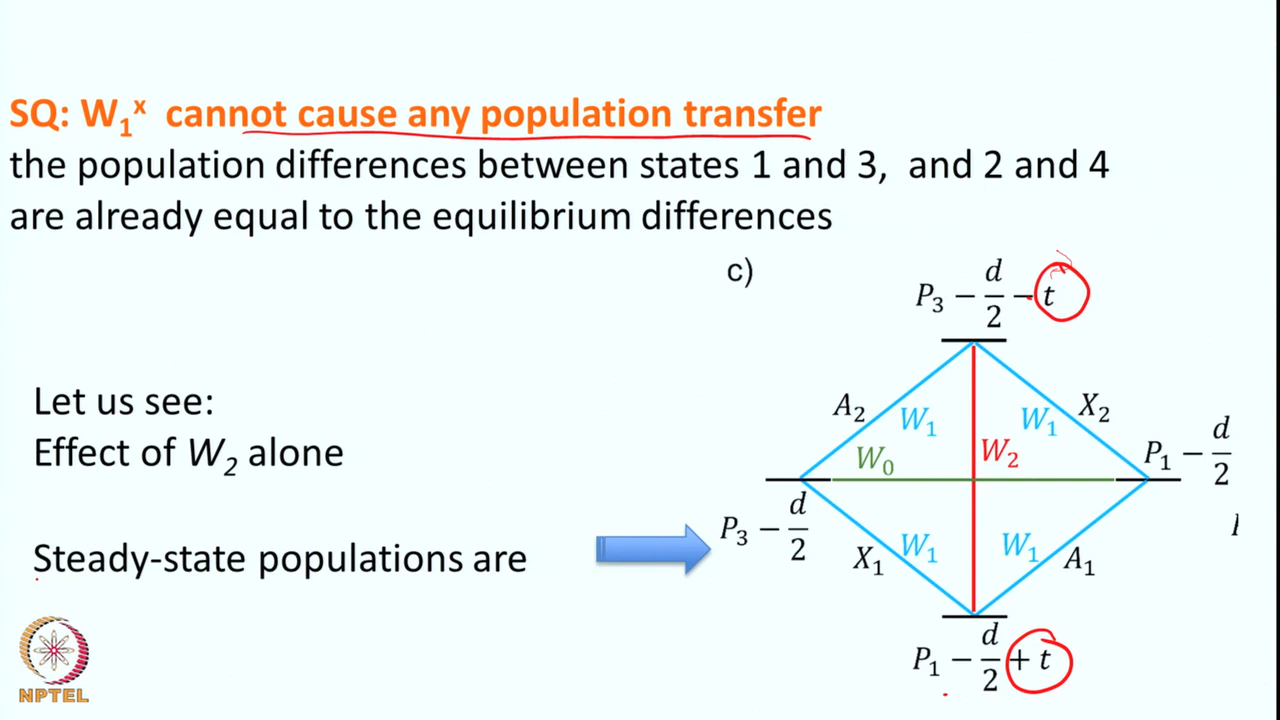 SQ: W₁ˣ cannot cause any population transfer
the population differences between states 1 and 3, and 2 and 4
are already equal to the equilibrium differences
c)
P₃ − d/2 − t
Let us see:
Effect of W₂ alone
Steady-state populations are
A₂ W₁ W₁ X₂
W₀ W₂ P₁ − d/2
P₃ − d/2
X₁ W₁ W₁ A₁
P₁ − d/2 + t
NPTEL